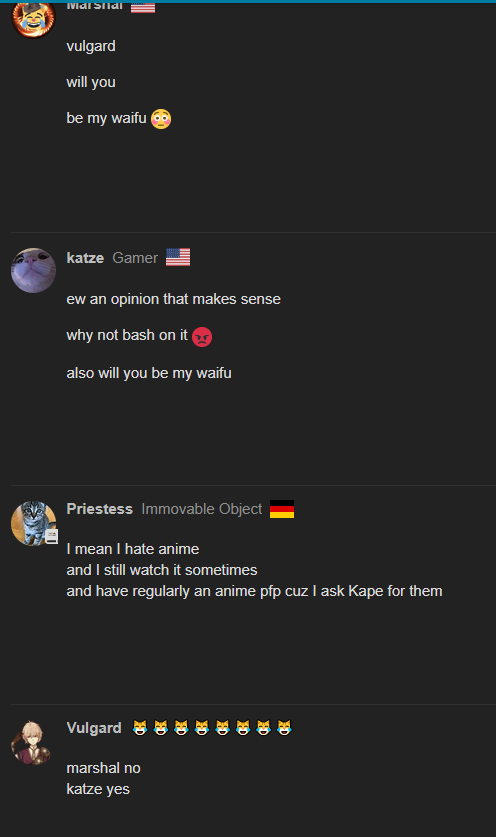 Marshal
vulgard
will you
be my waifu
katze Gamer
ew an opinion that makes sense
why not bash on it
also will you be my waifu
Priestess Immovable Object
I mean I hate anime
and I still watch it sometimes
and have regularly an anime pfp cuz I ask Kape for them
Vulgard
marshal no
katze yes